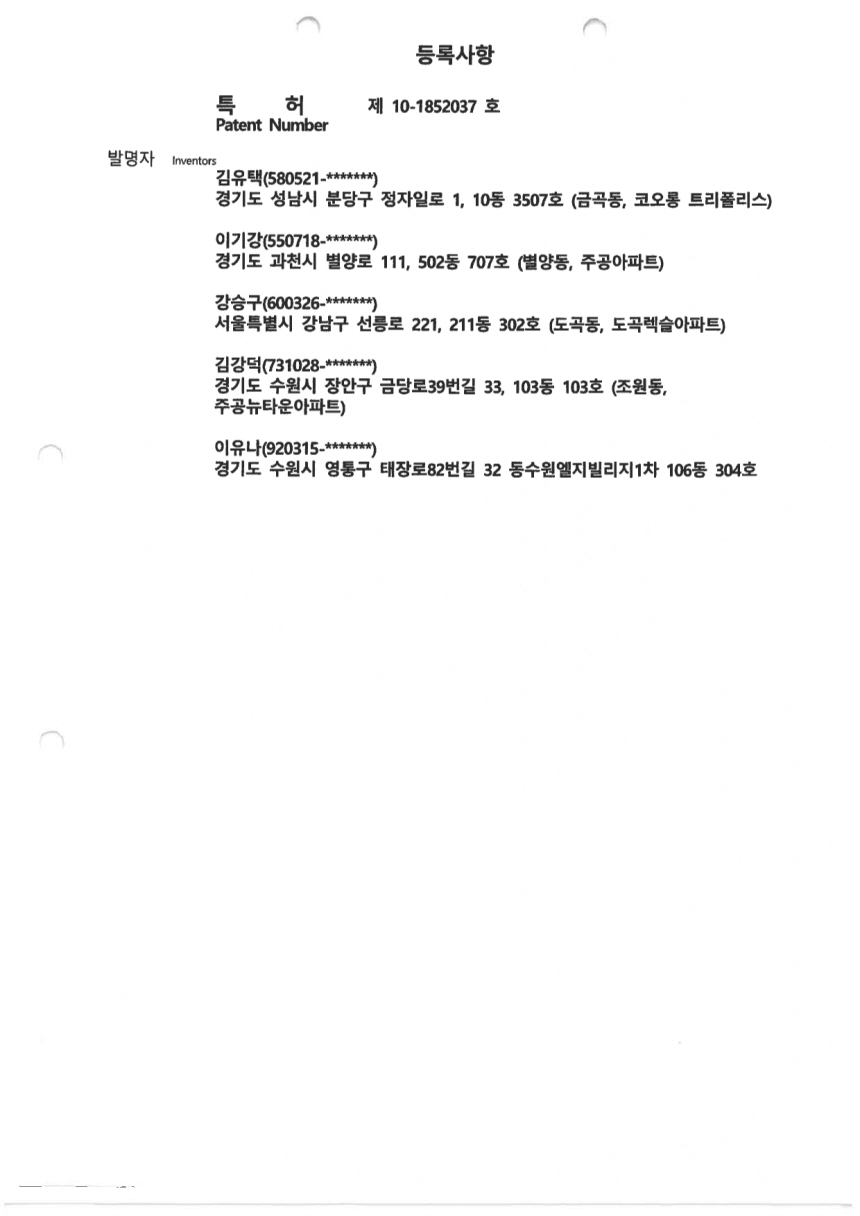 등록사항
특 허 제 10-1852037 호
Patent Number
발명자 Inventors
김유택(580521-*******)
경기도 성남시 분당구 정자일로 1, 10동 3507호 (금곡동, 코오롱 트리폴리스)
이기강(550718-*******)
경기도 과천시 별양로 111, 502동 707호 (별양동, 주공아파트)
강승구(600326-*******)
서울특별시 강남구 선릉로 221, 211동 302호 (도곡동, 도곡렉슬아파트)
김강덕(731028-*******)
경기도 수원시 장안구 금당로39번길 33, 103동 103호 (조원동,
주공뉴타운아파트)
이유나(920315-*******)
경기도 수원시 영통구 태장로82번길 32 동수원엘지빌리지1차 106동 304호